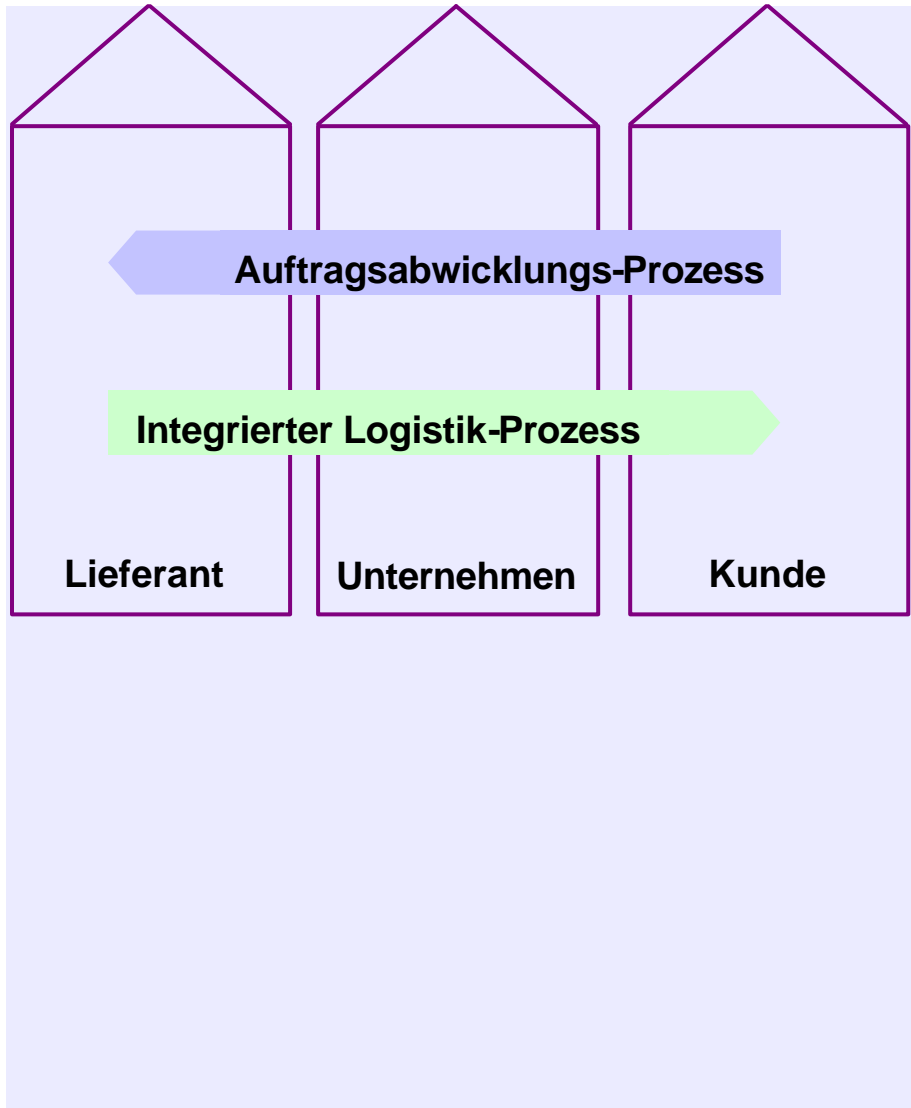 Auftragsabwicklungs-Prozess
Integrierter Logistik-Prozess
Lieferant
Unternehmen
Kunde